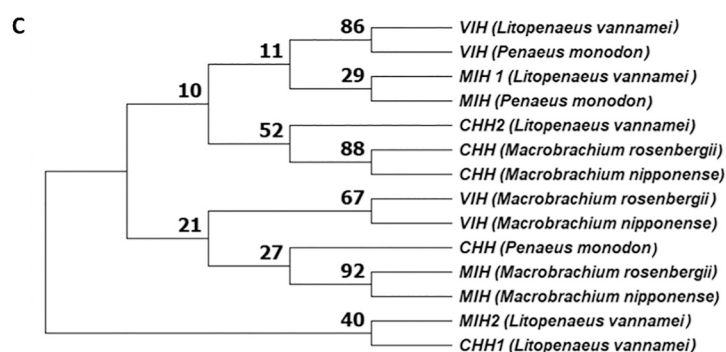 C
86
VIH (Litopenaeus vannamei)
11
VIH (Penaeus monodon)
29
MIH 1 (Litopenaeus vannamei)
10
MIH (Penaeus monodon)
52
CHH2 (Litopenaeus vannamei)
88
CHH (Macrobrachium rosenbergii)
CHH (Macrobrachium nipponense)
67
VIH (Macrobrachium rosenbergii)
21
VIH (Macrobrachium nipponense)
27
CHH (Penaeus monodon)
92
MIH (Macrobrachium rosenbergii)
MIH (Macrobrachium nipponense)
40
MIH2 (Litopenaeus vannamei)
CHH1 (Litopenaeus vannamei)